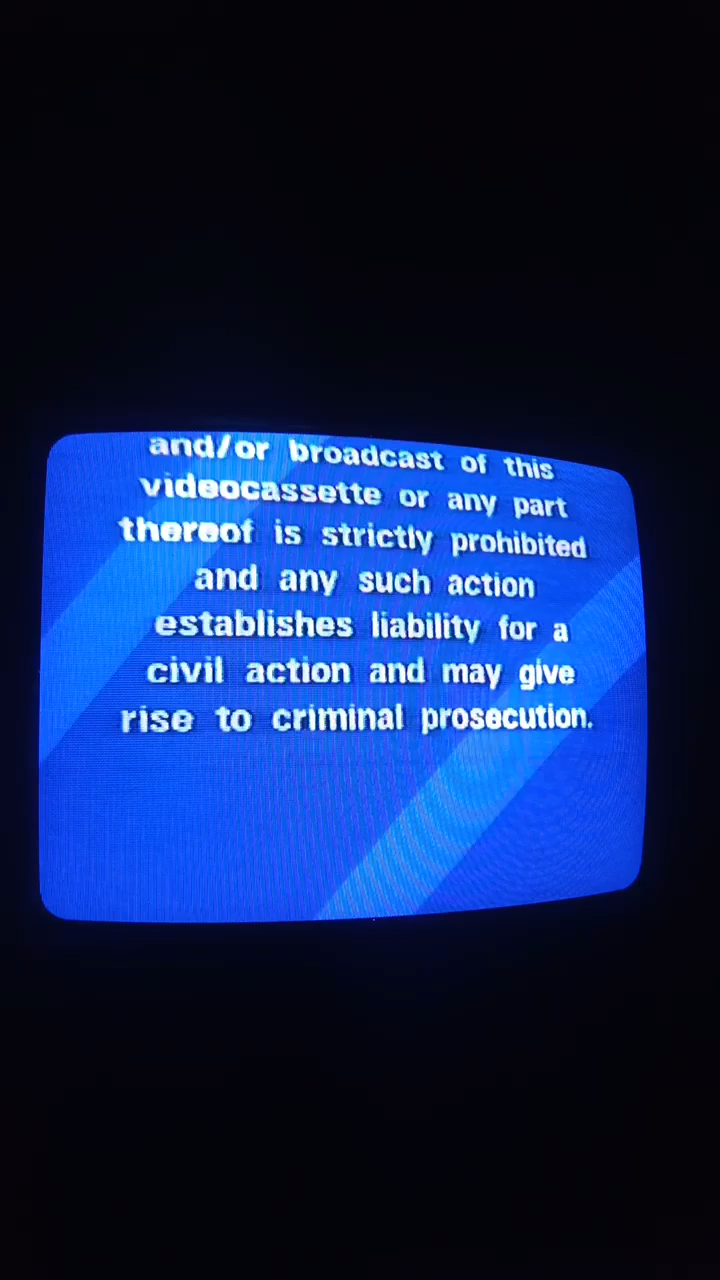 and/or broadcast of this
videocassette or any part
thereof is strictly prohibited
and any such action
establishes liability for a
civil action and may give
rise to criminal prosecution.